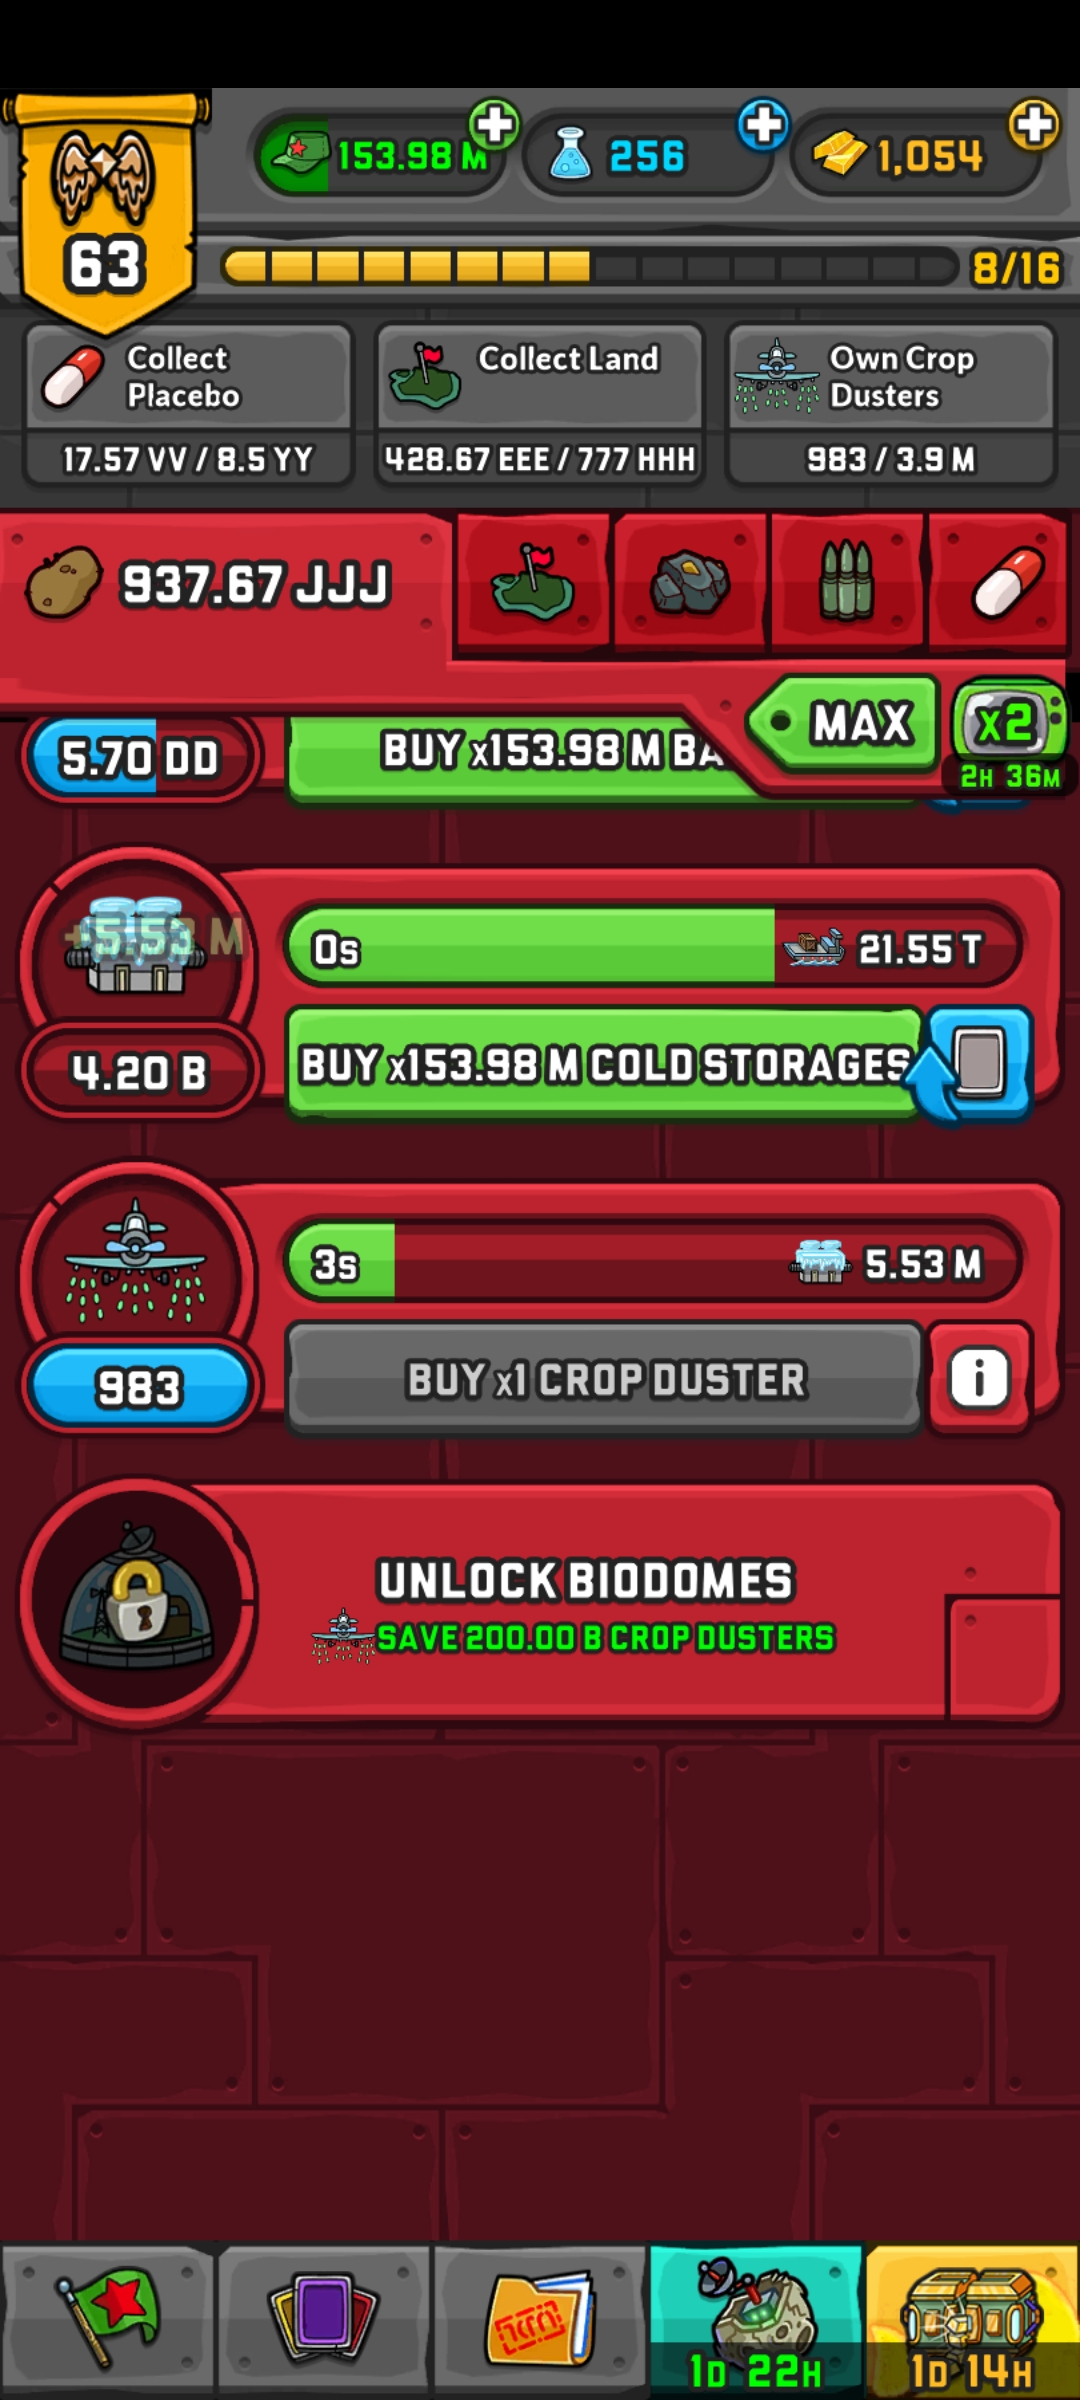 63
153.98 M
256
1,054
8/16
Collect
Placebo
17.57 VV / 8.5 YY
Collect Land
428.67 EEE / 777 HHH
Own Crop
Dusters
983 / 3.9 M
937.67 JJJ
MAX
x2
2H 36M
5.70 DD
BUY x153.98 M BA
+5.53 M
0s
21.55 T
4.20 B
BUY x153.98 M COLD STORAGES
3s
5.53 M
983
BUY x1 CROP DUSTER
i
UNLOCK BIODOMES
SAVE 200.00 B CROP DUSTERS
1D 22H
1D 14H